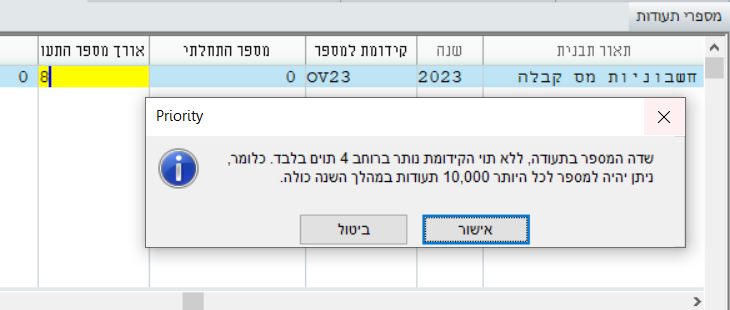 מספרי תעודות
תאור תבנית שנה קידומת למספר מספר התחלתי אורך מספר התעו
חשבוניות מס קבלה 2023 OV23 0 8 0
Priority
שדה המספר בתעודה, ללא תוי הקידומת נותר ברוחב 4 תוים בלבד. כלומר,
ניתן יהיה למספר לכל היותר 10,000 תעודות במהלך השנה כולה.
אישור ביטול